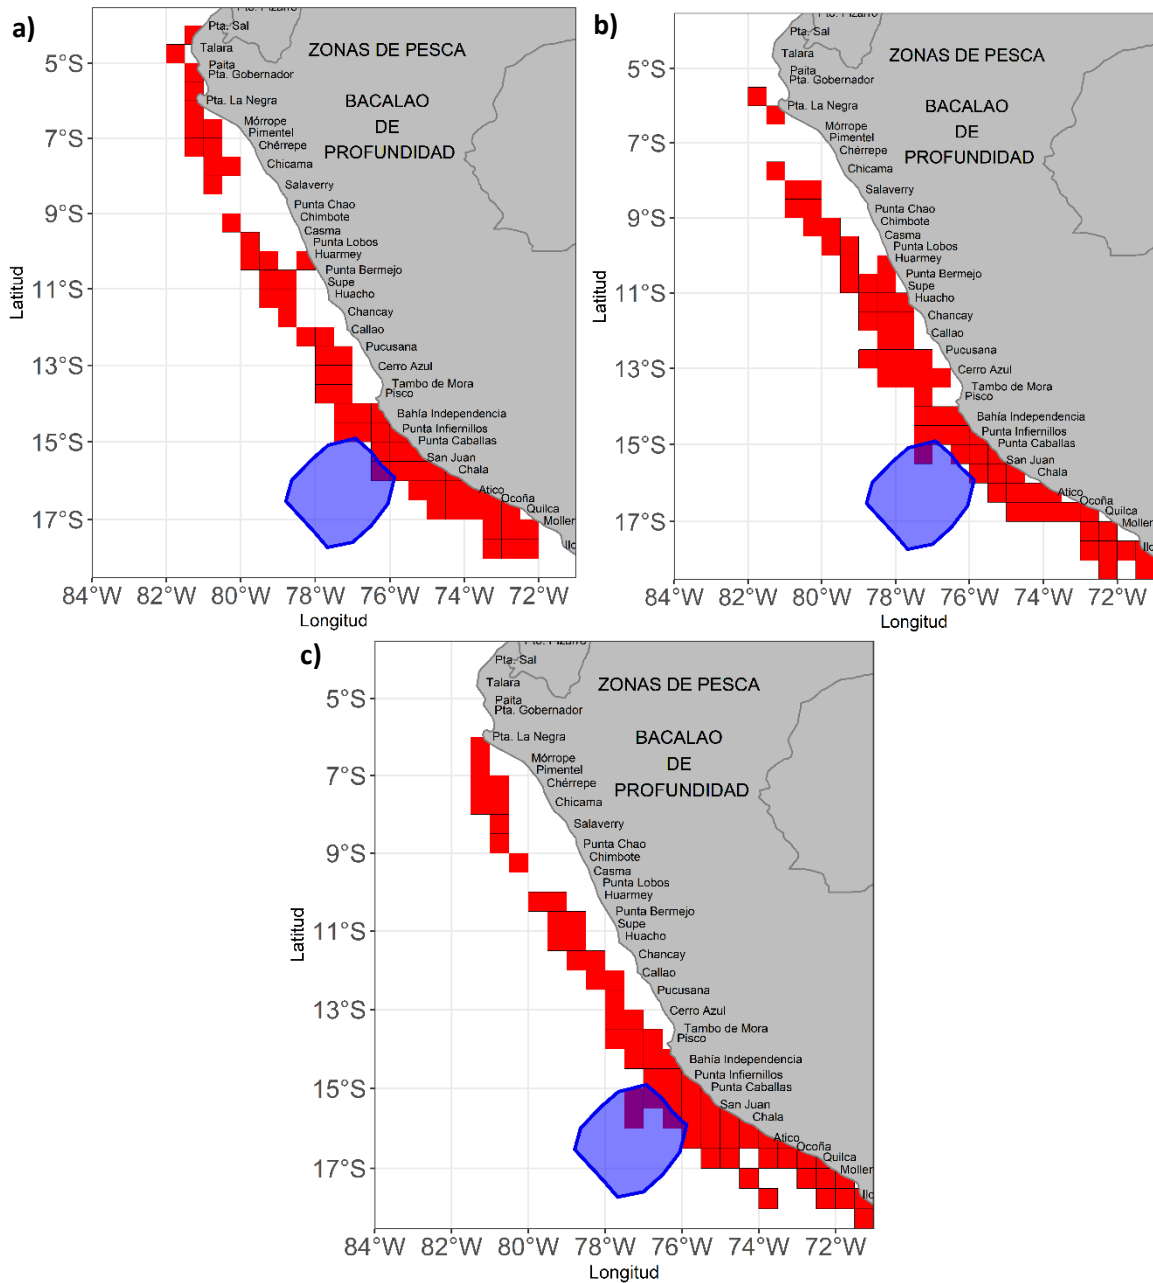 a)
Pta. Pizarro
Pta. Sal
Talara
Paita
Pta. Gobernador
Pta. La Negra
Mórrope
Pimentel
Chérrepe
Chicama
Salaverry
Punta Chao
Chimbote
Casma
Punta Lobos
Huarmey
Punta Bermejo
Supe
Huacho
Chancay
Callao
Pucusana
Cerro Azul
Tambo de Mora
Pisco
Bahía Independencia
Punta Infiernillos
Punta Caballas
San Juan
Chala
Atico
Ocoña
Quilca
Moller
Ilo
ZONAS DE PESCA
BACALAO
DE
PROFUNDIDAD
5°S
7°S
9°S
11°S
13°S
15°S
17°S
Latitud
84°W 82°W 80°W 78°W 76°W 74°W 72°W
Longitud
b)
Pta. Pizarro
Pta. Sal
Talara
Paita
Pta. Gobernador
Pta. La Negra
Mórrope
Pimentel
Chérrepe
Chicama
Salaverry
Punta Chao
Chimbote
Casma
Punta Lobos
Huarmey
Punta Bermejo
Supe
Huacho
Chancay
Callao
Pucusana
Cerro Azul
Tambo de Mora
Pisco
Bahía Independencia
Punta Infiernillos
Punta Caballas
San Juan
Chala
Atico
Ocoña
Quilca
Moller
Ilo
ZONAS DE PESCA
BACALAO
DE
PROFUNDIDAD
5°S
7°S
9°S
11°S
13°S
15°S
17°S
Latitud
84°W 82°W 80°W 78°W 76°W 74°W 72°W
Longitud
c)
Pta. Pizarro
Pta. Sal
Talara
Paita
Pta. Gobernador
Pta. La Negra
Mórrope
Pimentel
Chérrepe
Chicama
Salaverry
Punta Chao
Chimbote
Casma
Punta Lobos
Huarmey
Punta Bermejo
Supe
Huacho
Chancay
Callao
Pucusana
Cerro Azul
Tambo de Mora
Pisco
Bahía Independencia
Punta Infiernillos
Punta Caballas
San Juan
Chala
Atico
Ocoña
Quilca
Moller
Ilo
ZONAS DE PESCA
BACALAO
DE
PROFUNDIDAD
5°S
7°S
9°S
11°S
13°S
15°S
17°S
Latitud
84°W 82°W 80°W 78°W 76°W 74°W 72°W
Longitud